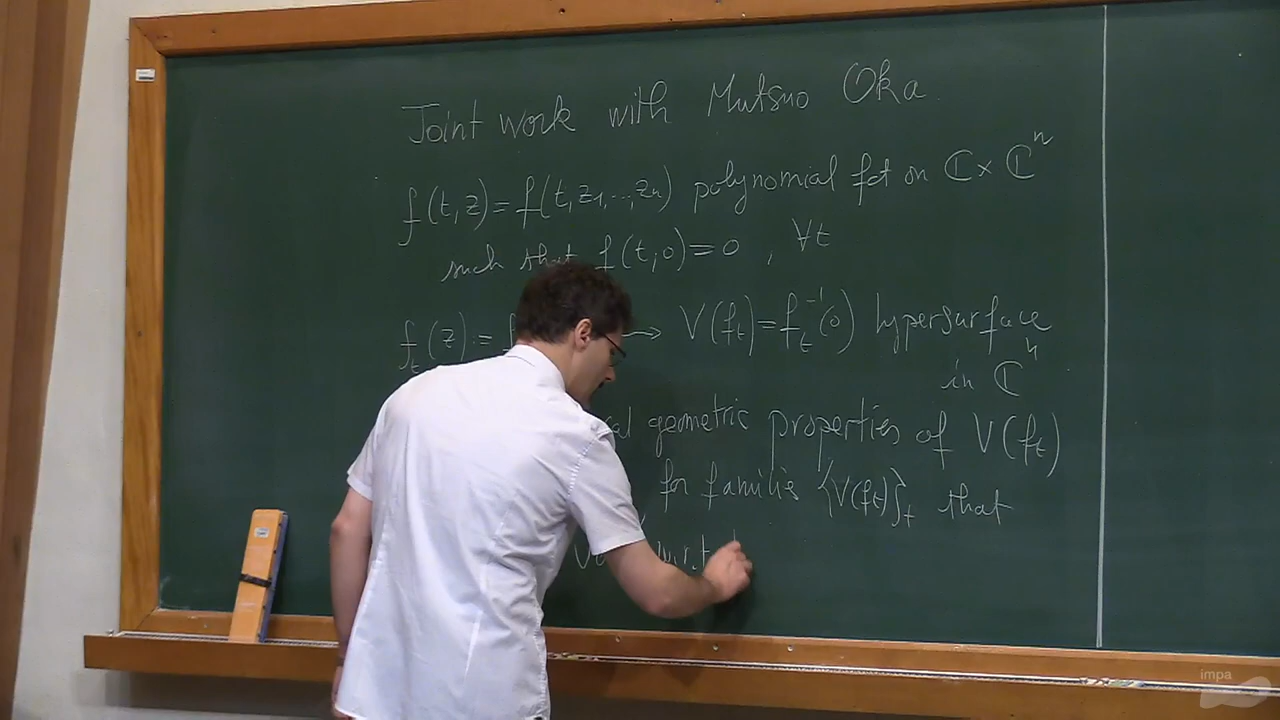 Joint work with Mutsuo Oka
f(t,z)=f(t,z₁,...,zₙ) polynomial fct on ℂ×ℂⁿ
such that f(t,0)=0 , ∀t
fₜ(z):= → V(fₜ)=fₜ⁻¹(0) hypersurface
in ℂⁿ
geometric properties of V(fₜ)
for families {V(fₜ)}ₜ that
w.r.t
impa